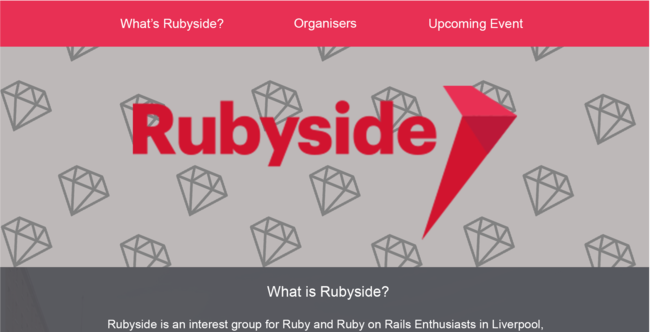 What's Rubyside? Organisers Upcoming Event
Rubyside
What is Rubyside?
Rubyside is an interest group for Ruby and Ruby on Rails Enthusiasts in Liverpool,